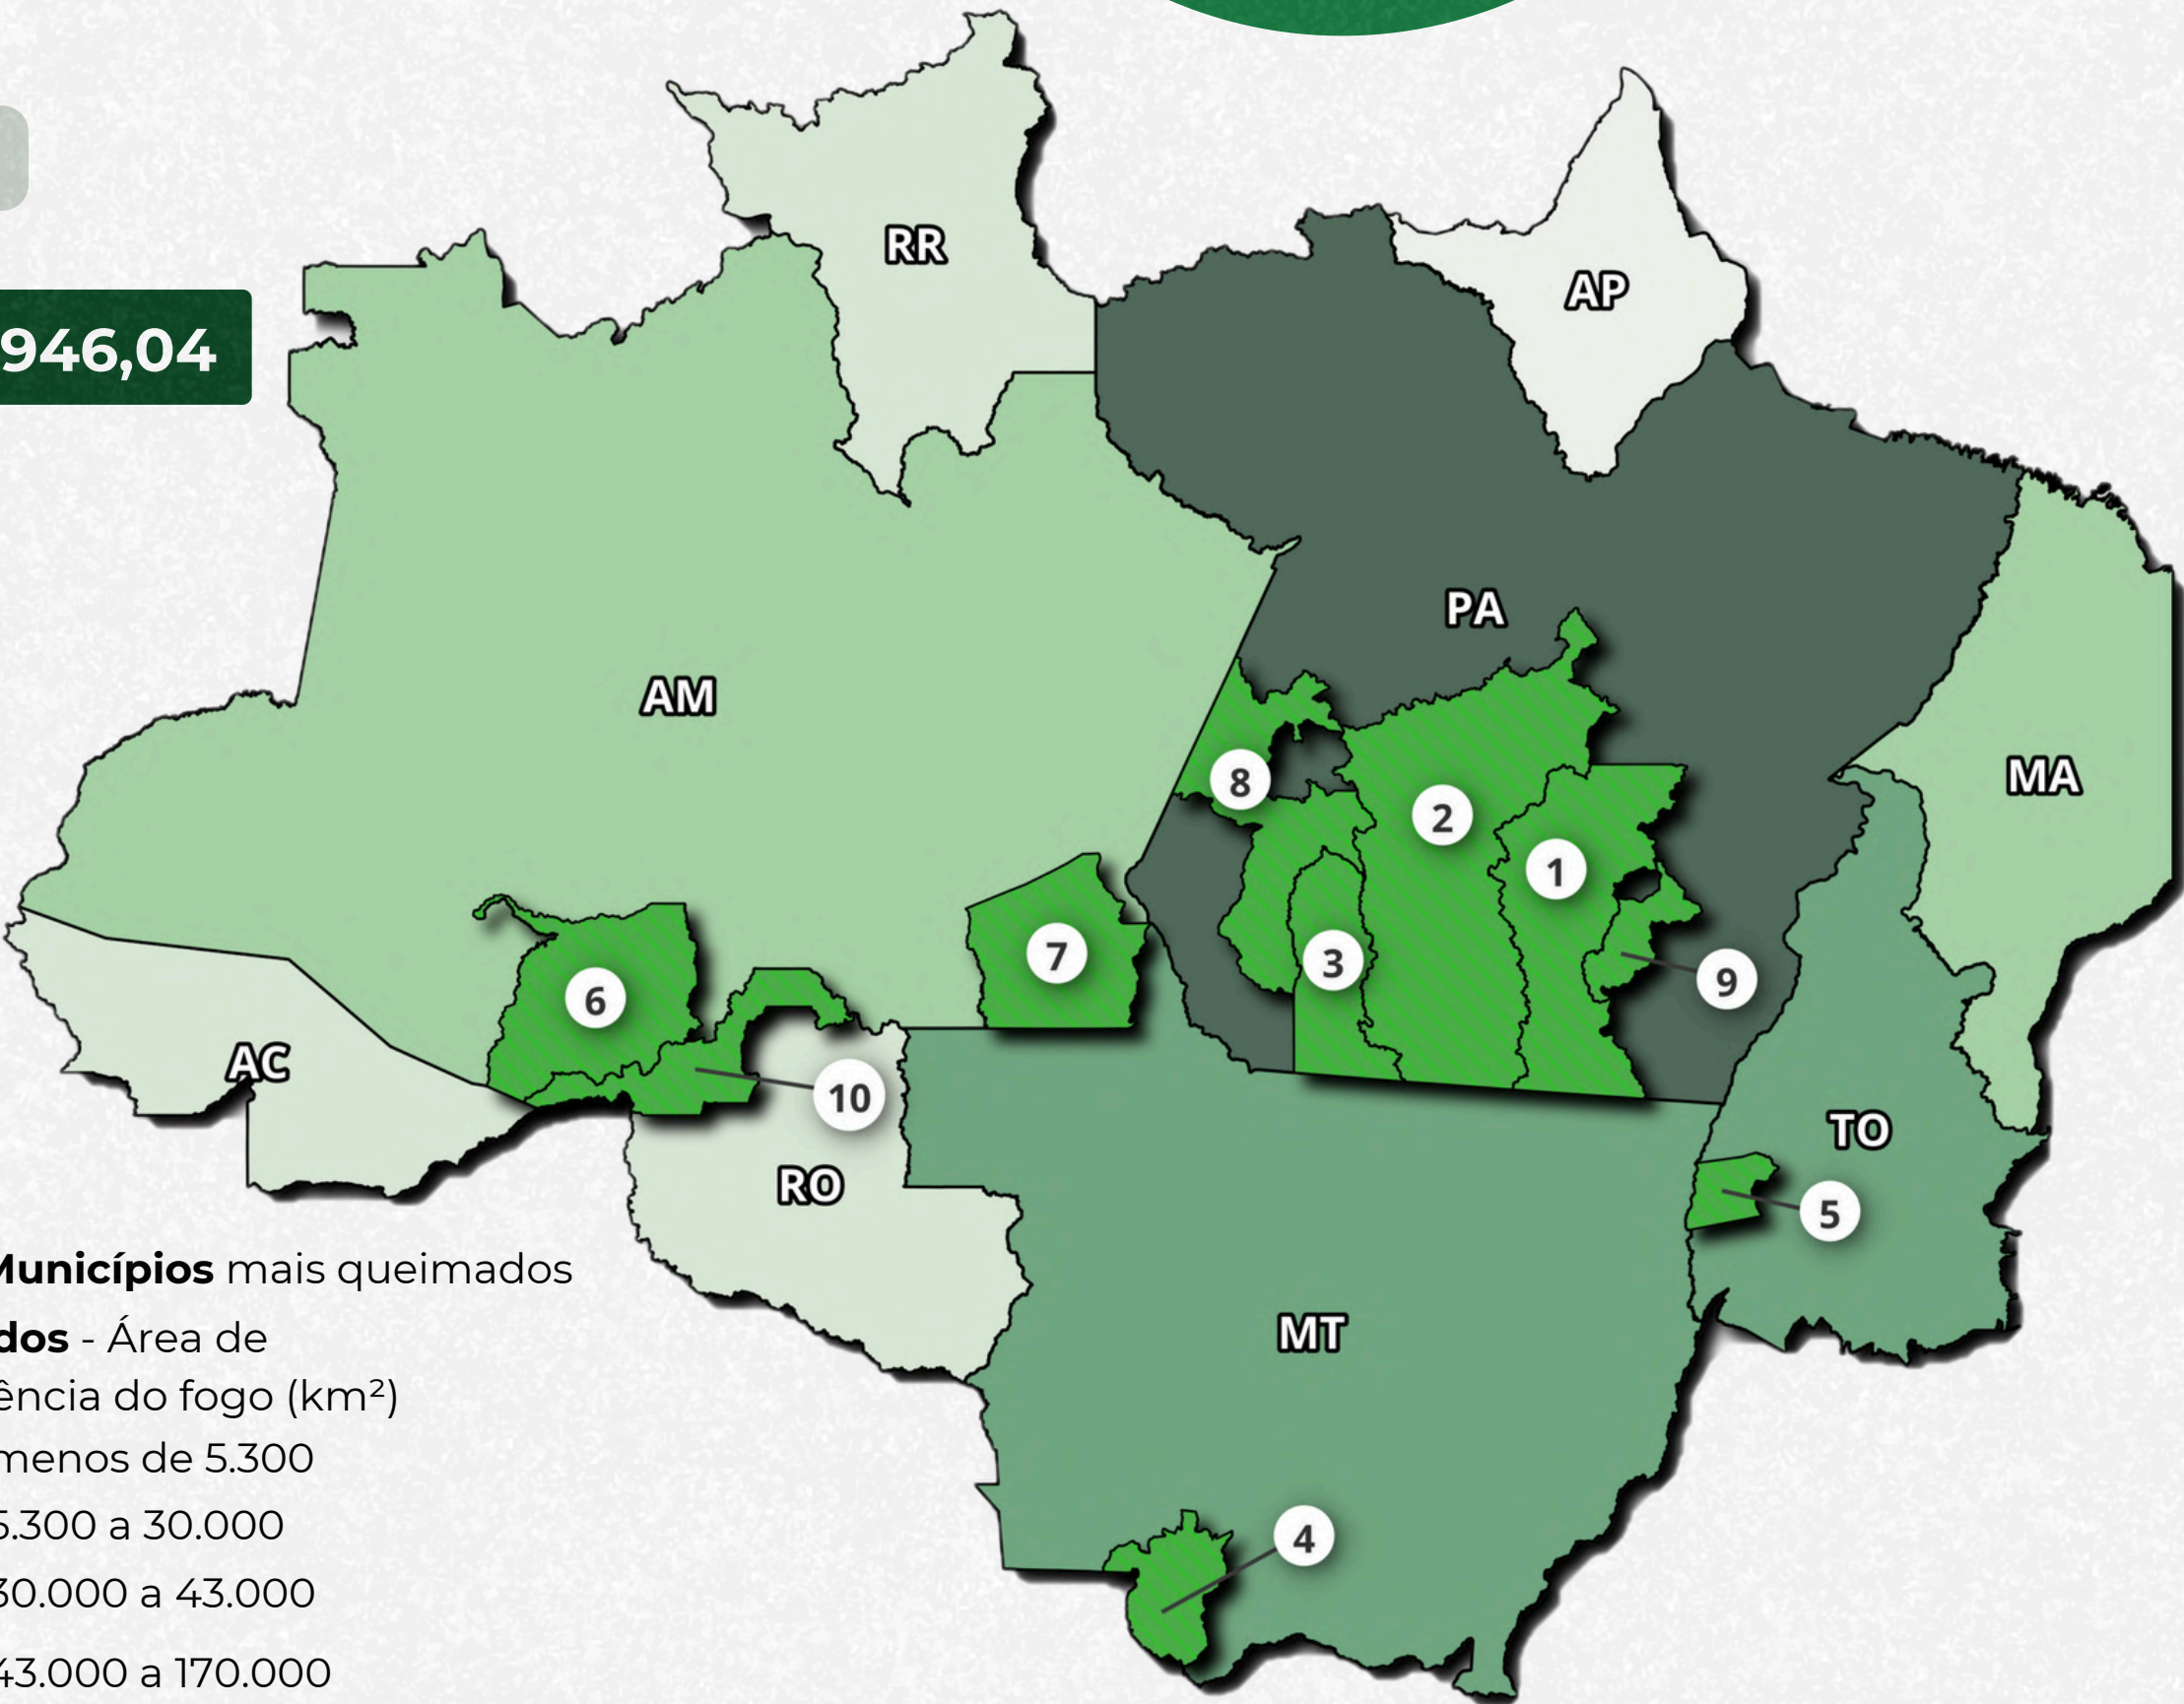 RR
AP
946,04
PA
AM
MA
8
2
1
7
3
9
6
AC
10
TO
RO
5
Municípios mais queimados
dos - Área de
ência do fogo (km²)
MT
menos de 5.300
5.300 a 30.000
4
30.000 a 43.000
43.000 a 170.000